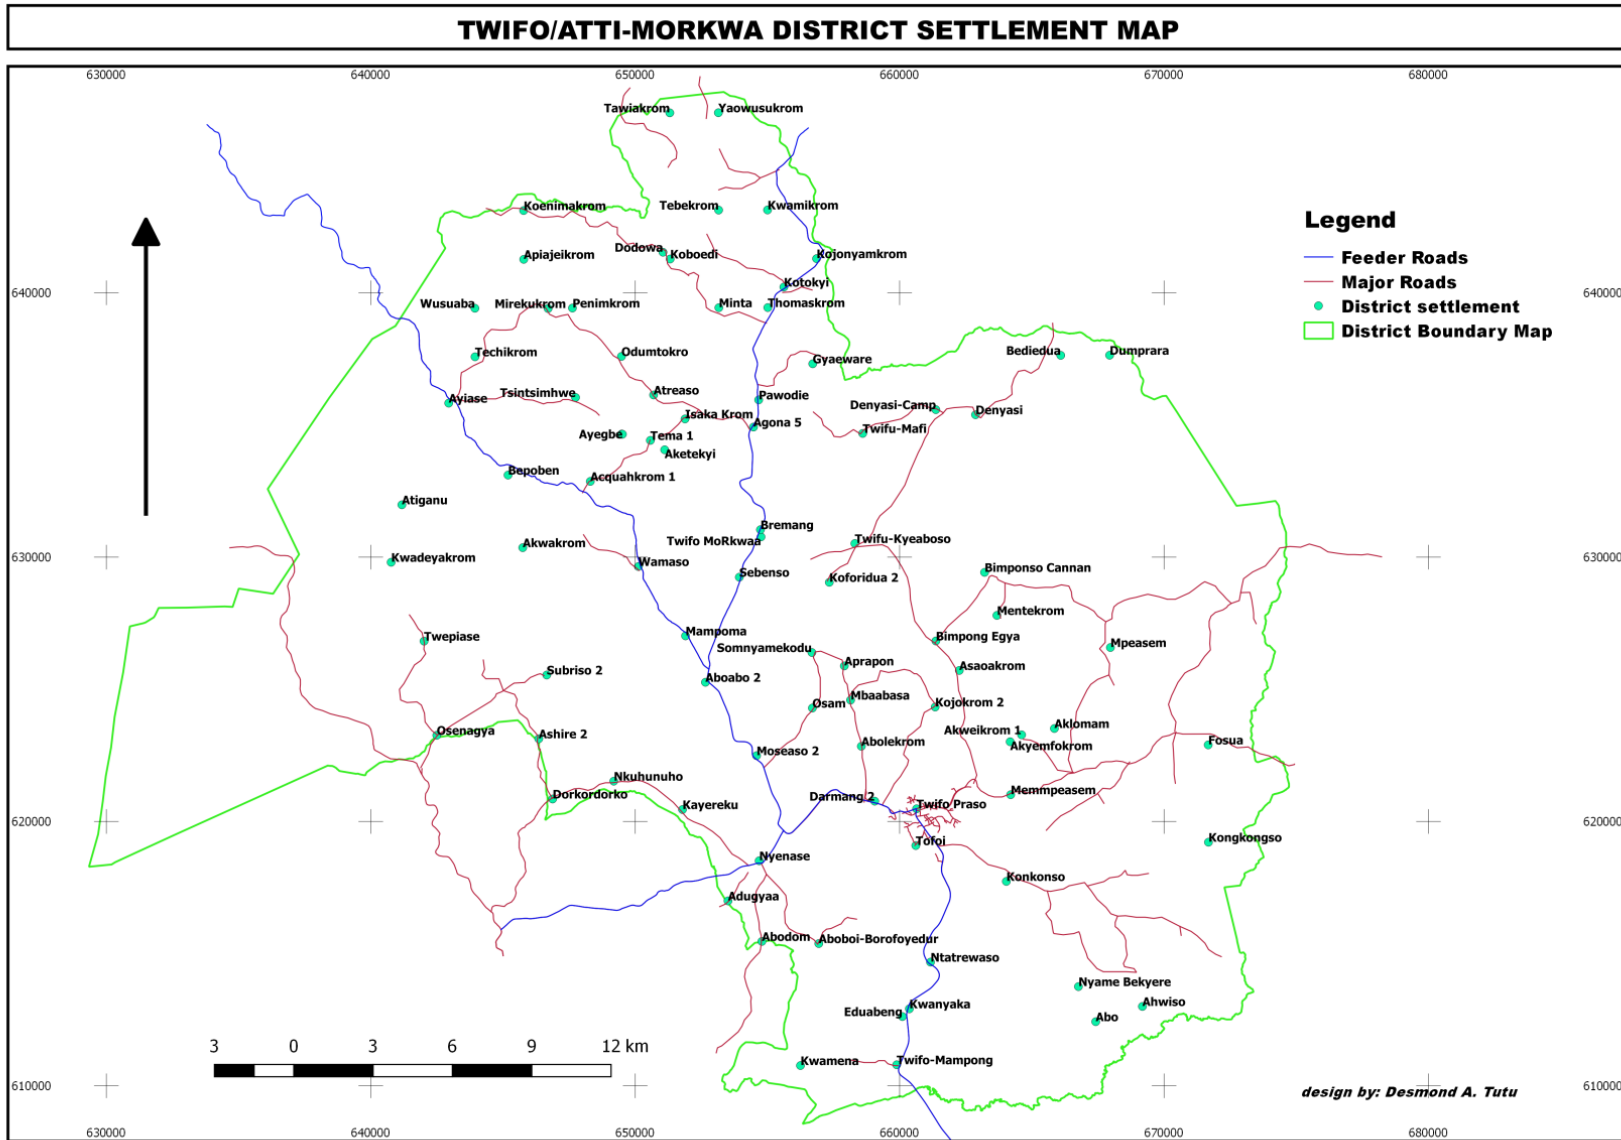 TWIFO/ATTI-MORKWA DISTRICT SETTLEMENT MAP
630000 640000 650000 660000 670000 680000
Tawiakrom Yaowusukrom
Koenimakrom Tebekrom Kwamikrom
Legend
Dodowa
Apiajeikrom Koboedi Kojonyamkrom
Feeder Roads
Kotokyi
Major Roads
640000 640000
Wusuaba Mirekukrom Penimkrom Minta Thomaskrom
District settlement
District Boundary Map
Techikrom Odumtokro Gyaeware Bediedua Dumprara
Ayiase Tsintsimhwe Atreaso Pawodie
Denyasi-Camp Denyasi
Isaka Krom Agona 5
Ayegbe Tema 1 Twifu-Mafi
Aketekyi
Bepoben Acquahkrom 1
Atiganu
Bremang
Akwakrom Twifo MoRkwaa Twifu-Kyeaboso
630000 630000
Kwadeyakrom Wamaso Sebenso Koforidua 2 Bimponso Cannan
Mentekrom
Twepiase Mampoma Bimpong Egya Mpeasem
Somnyamekodu
Subriso 2 Aprapon Asaoakrom
Aboabo 2
Osam Mbaabasa Kojokrom 2
Osenagya Ashire 2 Akweikrom 1 Aklomam
Abolekrom Akyemfokrom Fosua
Moseaso 2
Nkuhunuho
Dorkordorko Darmang 2 Memmpeasem
Kayereku Twifo Praso
620000 620000
Tofoi Kongkongso
Nyenase
Konkonso
Adugyaa
Abodom Aboboi-Borofoyedur
Ntatrewaso
Nyame Bekyere
Kwanyaka Ahwiso
Eduabeng Abo
3 0 3 6 9 12 km
Kwamena Twifo-Mampong
610000 610000
design by: Desmond A. Tutu
630000 640000 650000 660000 670000 680000